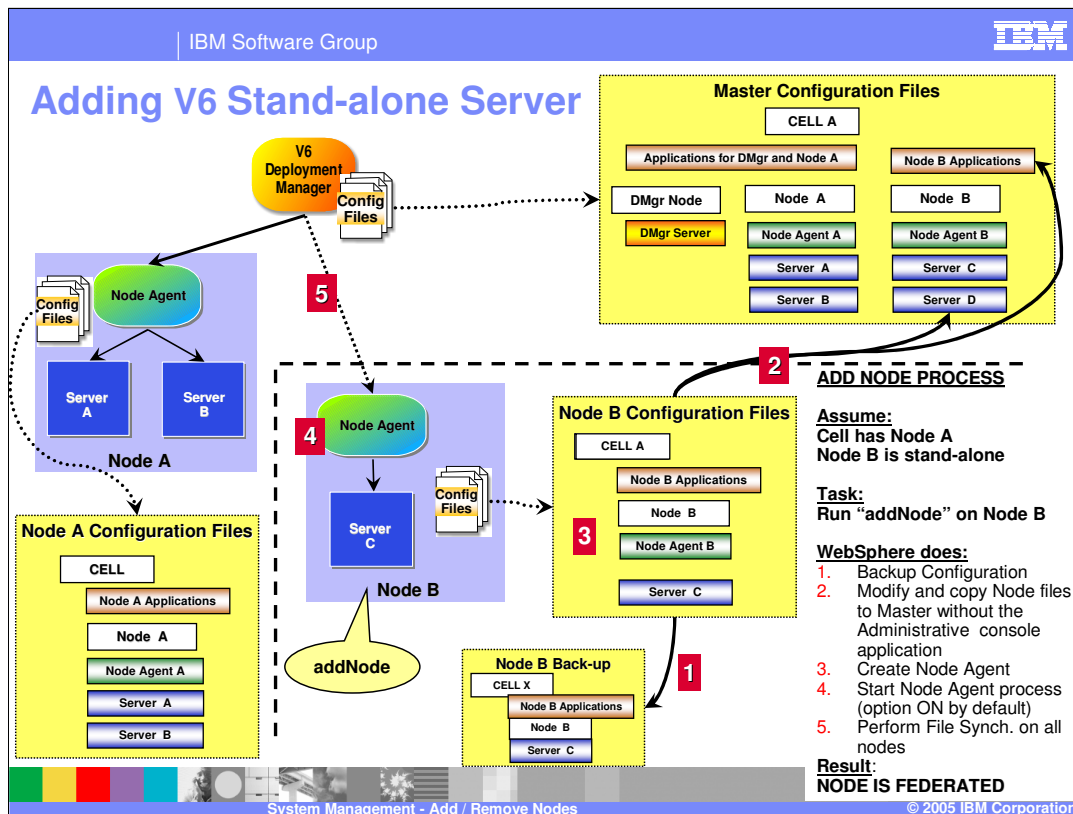 IBM Software Group
IBM
Adding V6 Stand-alone Server
V6
Deployment
Manager
Config
Files
Master Configuration Files
CELL A
Applications for DMgr and Node A
Node B Applications
DMgr Node
Node A
Node B
DMgr Server
Node Agent A
Node Agent B
Server A
Server C
Server B
Server D
Config
Files
Node Agent
Server
A
Server
B
Node A
5
2
4
Node Agent
Server
C
Config
Files
Node B
addNode
Node A Configuration Files
CELL
Node A Applications
Node A
Node Agent A
Server A
Server B
Node B Configuration Files
CELL A
Node B Applications
Node B
3
Node Agent B
Server C
1
Node B Back-up
CELL X
Node B Applications
Node B
Server C
ADD NODE PROCESS
Assume:
Cell has Node A
Node B is stand-alone
Task:
Run “addNode” on Node B
WebSphere does:
1. Backup Configuration
2. Modify and copy Node files
to Master without the
Administrative console
application
3. Create Node Agent
4. Start Node Agent process
(option ON by default)
5. Perform File Synch. on all
nodes
Result:
NODE IS FEDERATED
System Management - Add / Remove Nodes
© 2005 IBM Corporation